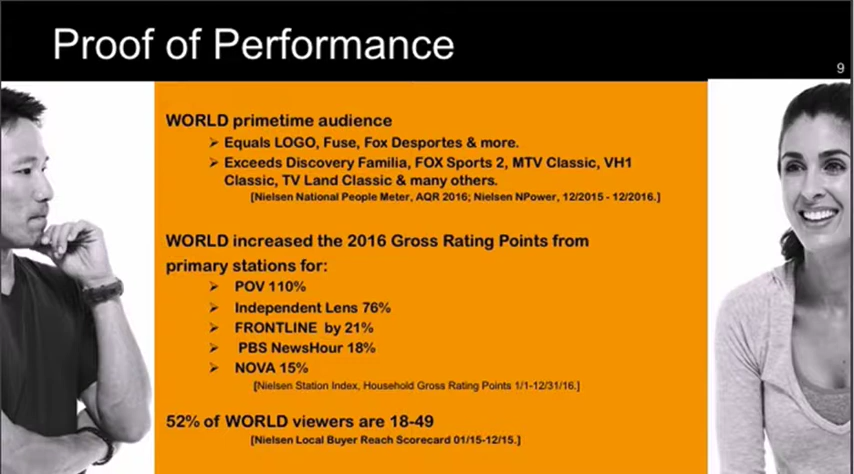 Proof of Performance
9
WORLD primetime audience
➢ Equals LOGO, Fuse, Fox Desportes & more.
➢ Exceeds Discovery Familia, FOX Sports 2, MTV Classic, VH1
Classic, TV Land Classic & many others.
[Nielsen National People Meter, AQR 2016; Nielsen NPower, 12/2015 - 12/2016.]
WORLD increased the 2016 Gross Rating Points from
primary stations for:
➢ POV 110%
➢ Independent Lens 76%
➢ FRONTLINE by 21%
➢ PBS NewsHour 18%
➢ NOVA 15%
[Nielsen Station Index, Household Gross Rating Points 1/1-12/31/16.]
52% of WORLD viewers are 18-49
[Nielsen Local Buyer Reach Scorecard 01/15-12/15.]